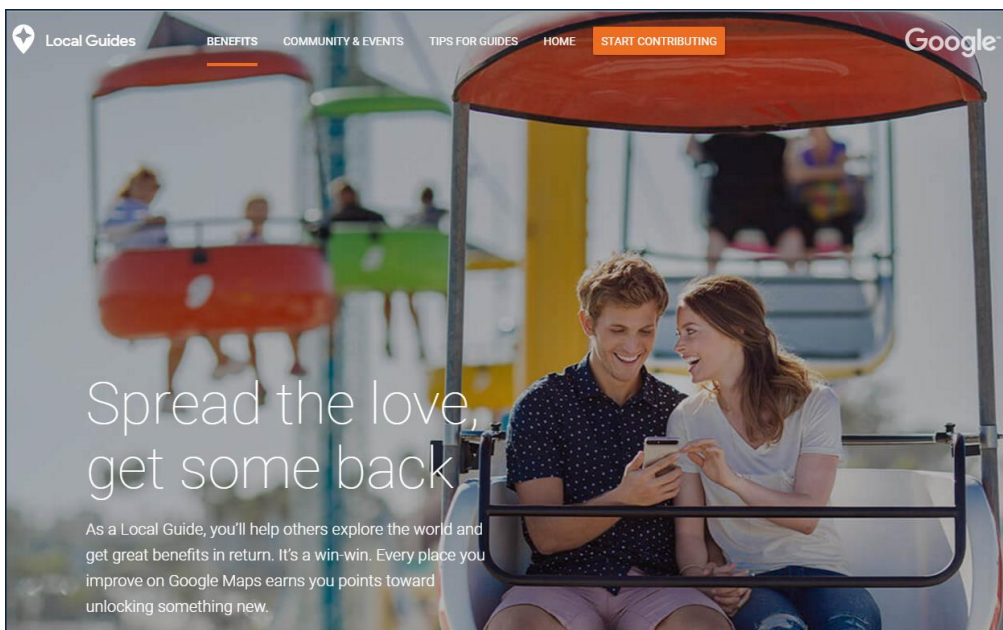 Local Guides
BENEFITS
COMMUNITY & EVENTS
TIPS FOR GUIDES
HOME
START CONTRIBUTING
Google
Spread the love,
get some back
As a Local Guide, you'll help others explore the world and
get great benefits in return. It's a win-win. Every place you
improve on Google Maps earns you points toward
unlocking something new.